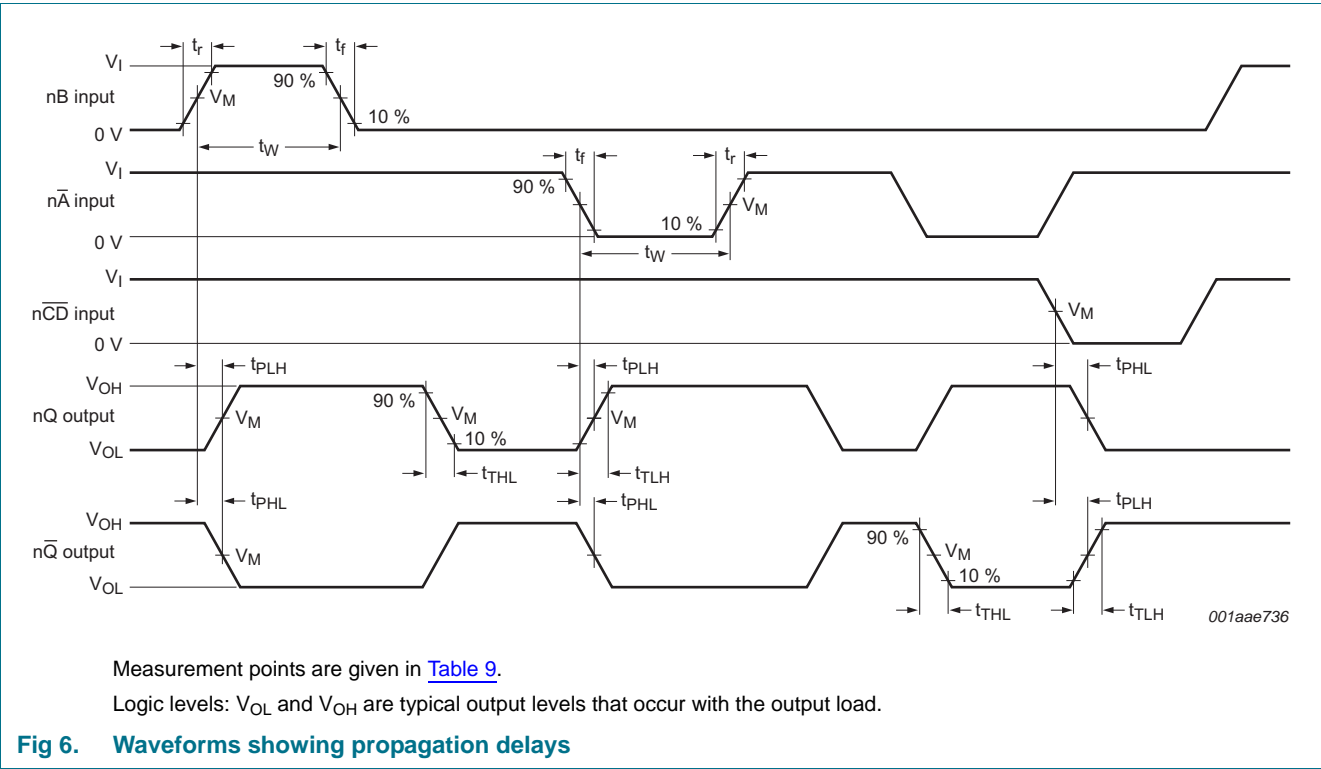 tr tf
VI
90 %
nB input VM
10 %
0 V
tW
VI tf tr
90 %
nA̅ input VM
10 %
0 V
tW
VI
nC̅D̅ input VM
0 V
tPLH tPLH tPHL
VOH
90 %
nQ output VM VM VM
10 %
VOL
tTHL tTLH
tPHL tPHL tPLH
VOH
90 %
nQ̅ output VM VM
10 %
VOL
tTHL tTLH 001aae736
Measurement points are given in Table 9.
Logic levels: VOL and VOH are typical output levels that occur with the output load.
Fig 6. Waveforms showing propagation delays